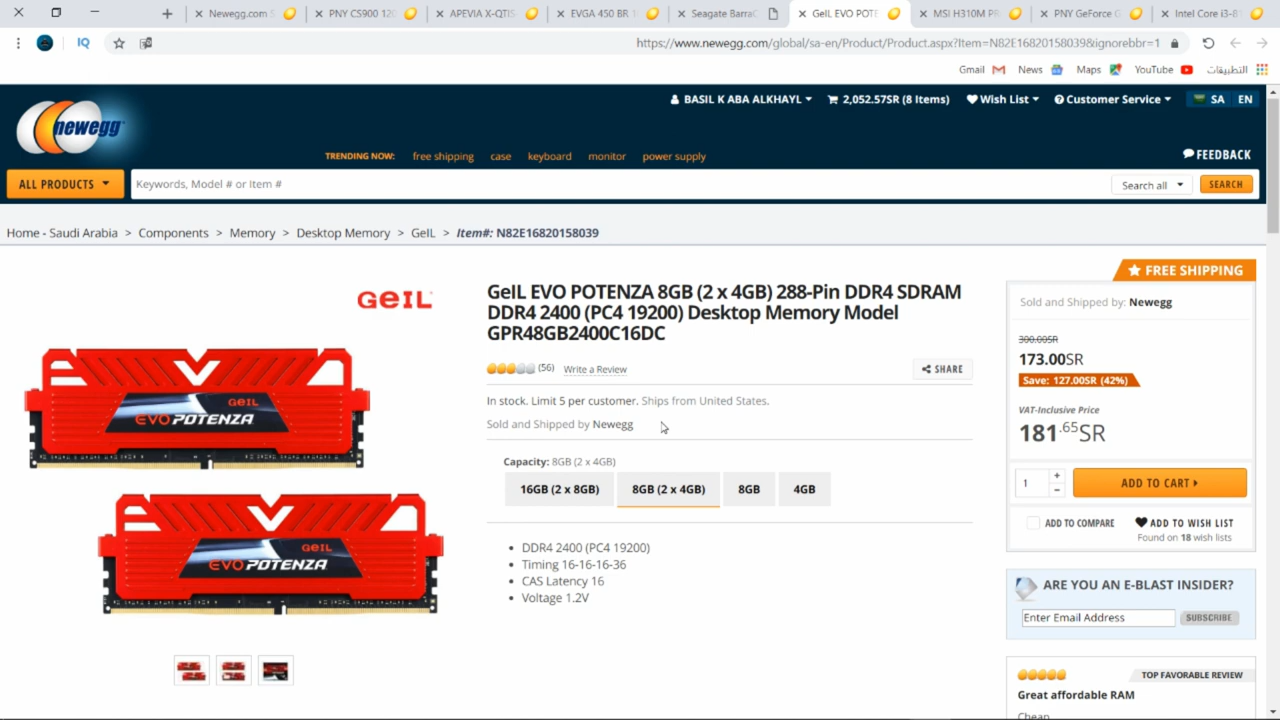 Newegg.com S
PNY CS900 120
APEVIA X-QTIS
EVGA 450 BR 1
Seagate BarraC
GeIL EVO POTE
MSI H310M PR
PNY GeForce G
Intel Core i3-8
IQ
https://www.newegg.com/global/sa-en/Product/Product.aspx?Item=N82E16820158039&ignorebbr=1
Gmail
News
Maps
YouTube
التطبيقات
newegg
BASIL K ABA ALKHAYL
2,052.57SR (8 Items)
Wish List
Customer Service
SA
EN
TRENDING NOW:
free shipping
case
keyboard
monitor
power supply
FEEDBACK
ALL PRODUCTS
Keywords, Model # or Item #
Search all
SEARCH
Home - Saudi Arabia > Components > Memory > Desktop Memory > GeIL > Item#: N82E16820158039
GeIL
GeIL
EVO POTENZA
GeIL
EVO POTENZA
GeIL EVO POTENZA 8GB (2 x 4GB) 288-Pin DDR4 SDRAM
DDR4 2400 (PC4 19200) Desktop Memory Model
GPR48GB2400C16DC
(56)
Write a Review
SHARE
In stock. Limit 5 per customer. Ships from United States.
Sold and Shipped by Newegg
Capacity: 8GB (2 x 4GB)
16GB (2 x 8GB)
8GB (2 x 4GB)
8GB
4GB
• DDR4 2400 (PC4 19200)
• Timing 16-16-16-36
• CAS Latency 16
• Voltage 1.2V
FREE SHIPPING
Sold and Shipped by: Newegg
300.00SR
173.00SR
Save: 127.00SR (42%)
VAT-Inclusive Price
181.65SR
1
+
-
ADD TO CART
ADD TO COMPARE
ADD TO WISH LIST
Found on 18 wish lists
ARE YOU AN E-BLAST INSIDER?
Enter Email Address
SUBSCRIBE
TOP FAVORABLE REVIEW
Great affordable RAM
Cheap